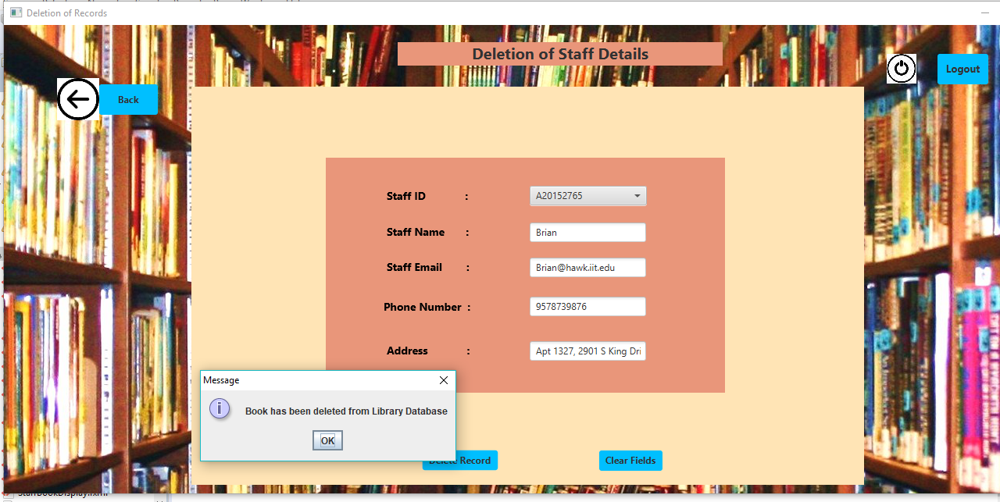 Deletion of Records
Deletion of Staff Details
Logout
Back
Staff ID :
A20152765
Staff Name :
Brian
Staff Email :
Brian@hawk.iit.edu
Phone Number :
9578739876
Address :
Apt 1327, 2901 S King Dri
Message
Book has been deleted from Library Database
OK
Delete Record
Clear Fields